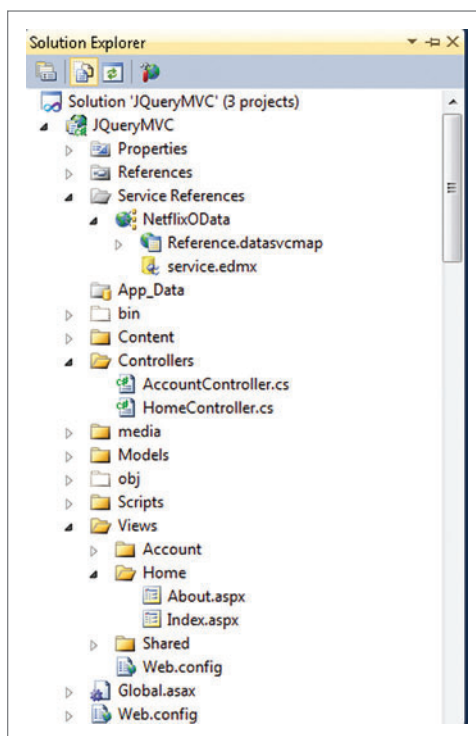 Solution Explorer
Solution 'JQueryMVC' (3 projects)
JQueryMVC
Properties
References
Service References
NetflixOData
Reference.datasvcmap
service.edmx
App_Data
bin
Content
Controllers
AccountController.cs
HomeController.cs
media
Models
obj
Scripts
Views
Account
Home
About.aspx
Index.aspx
Shared
Web.config
Global.asax
Web.config